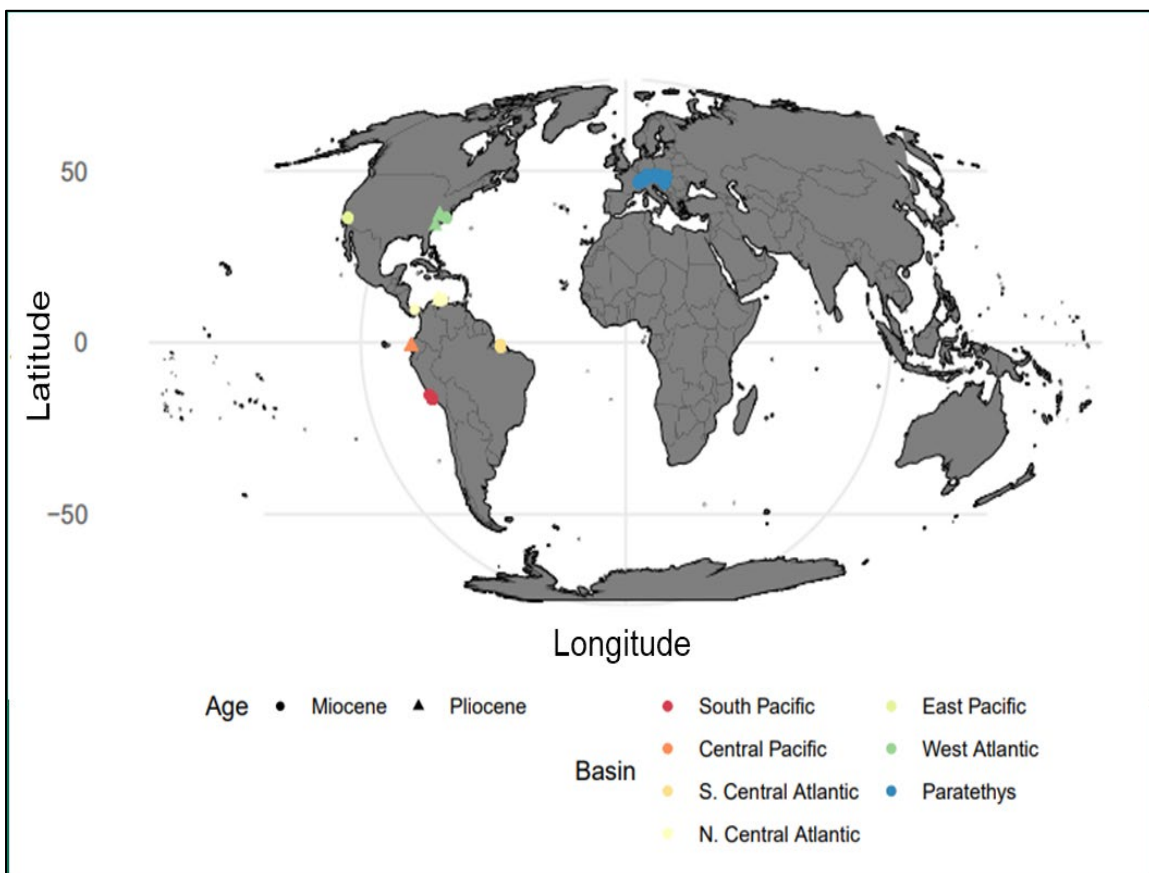 50
0
−50
Latitude
Longitude
Age Miocene Pliocene
Basin
South Pacific East Pacific
Central Pacific West Atlantic
S. Central Atlantic Paratethys
N. Central Atlantic